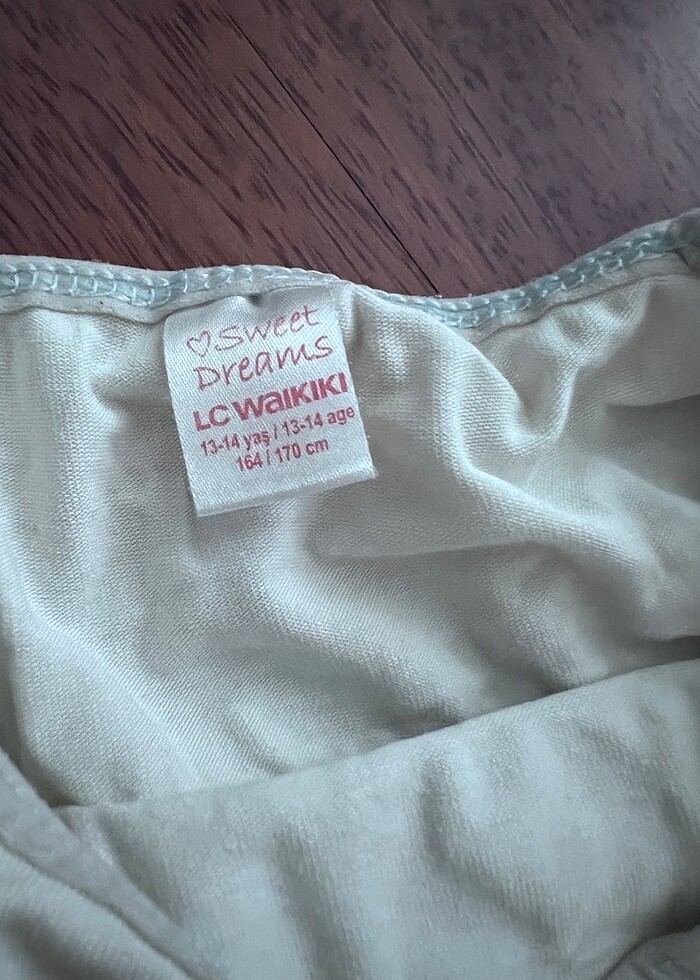 ♡Sweet
Dreams
LC WAIKIKI
13-14 yaş / 13-14 age
164 / 170 cm